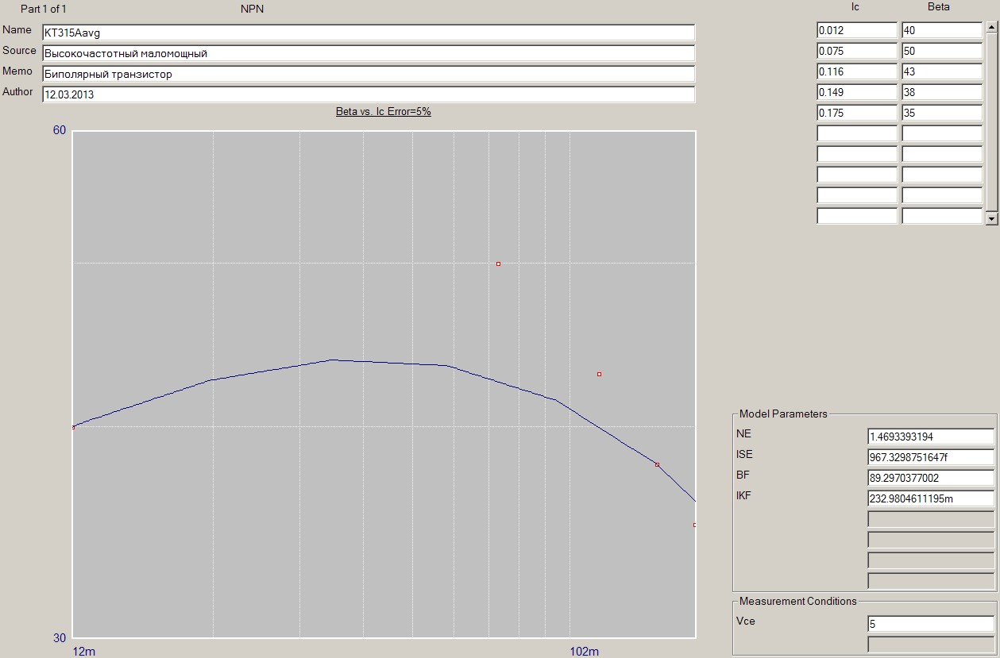 Part 1 of 1 NPN
Name KT315Aavg
Source Высокочастотный маломощный
Memo Биполярный транзистор
Author 12.03.2013
Ic Beta
0.012 40
0.075 50
0.116 43
0.149 38
0.175 35
Beta vs. Ic Error=5%
60
30
12m 102m
Model Parameters
NE 1.4693393194
ISE 967.3298751647f
BF 89.2970377002
IKF 232.9804611195m
Measurement Conditions
Vce 5